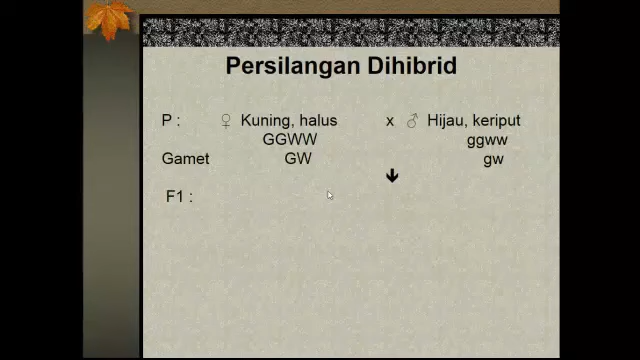 Persilangan Dihibrid
P : ♀ Kuning, halus x ♂ Hijau, keriput
GGWW ggww
Gamet GW gw
F1 :